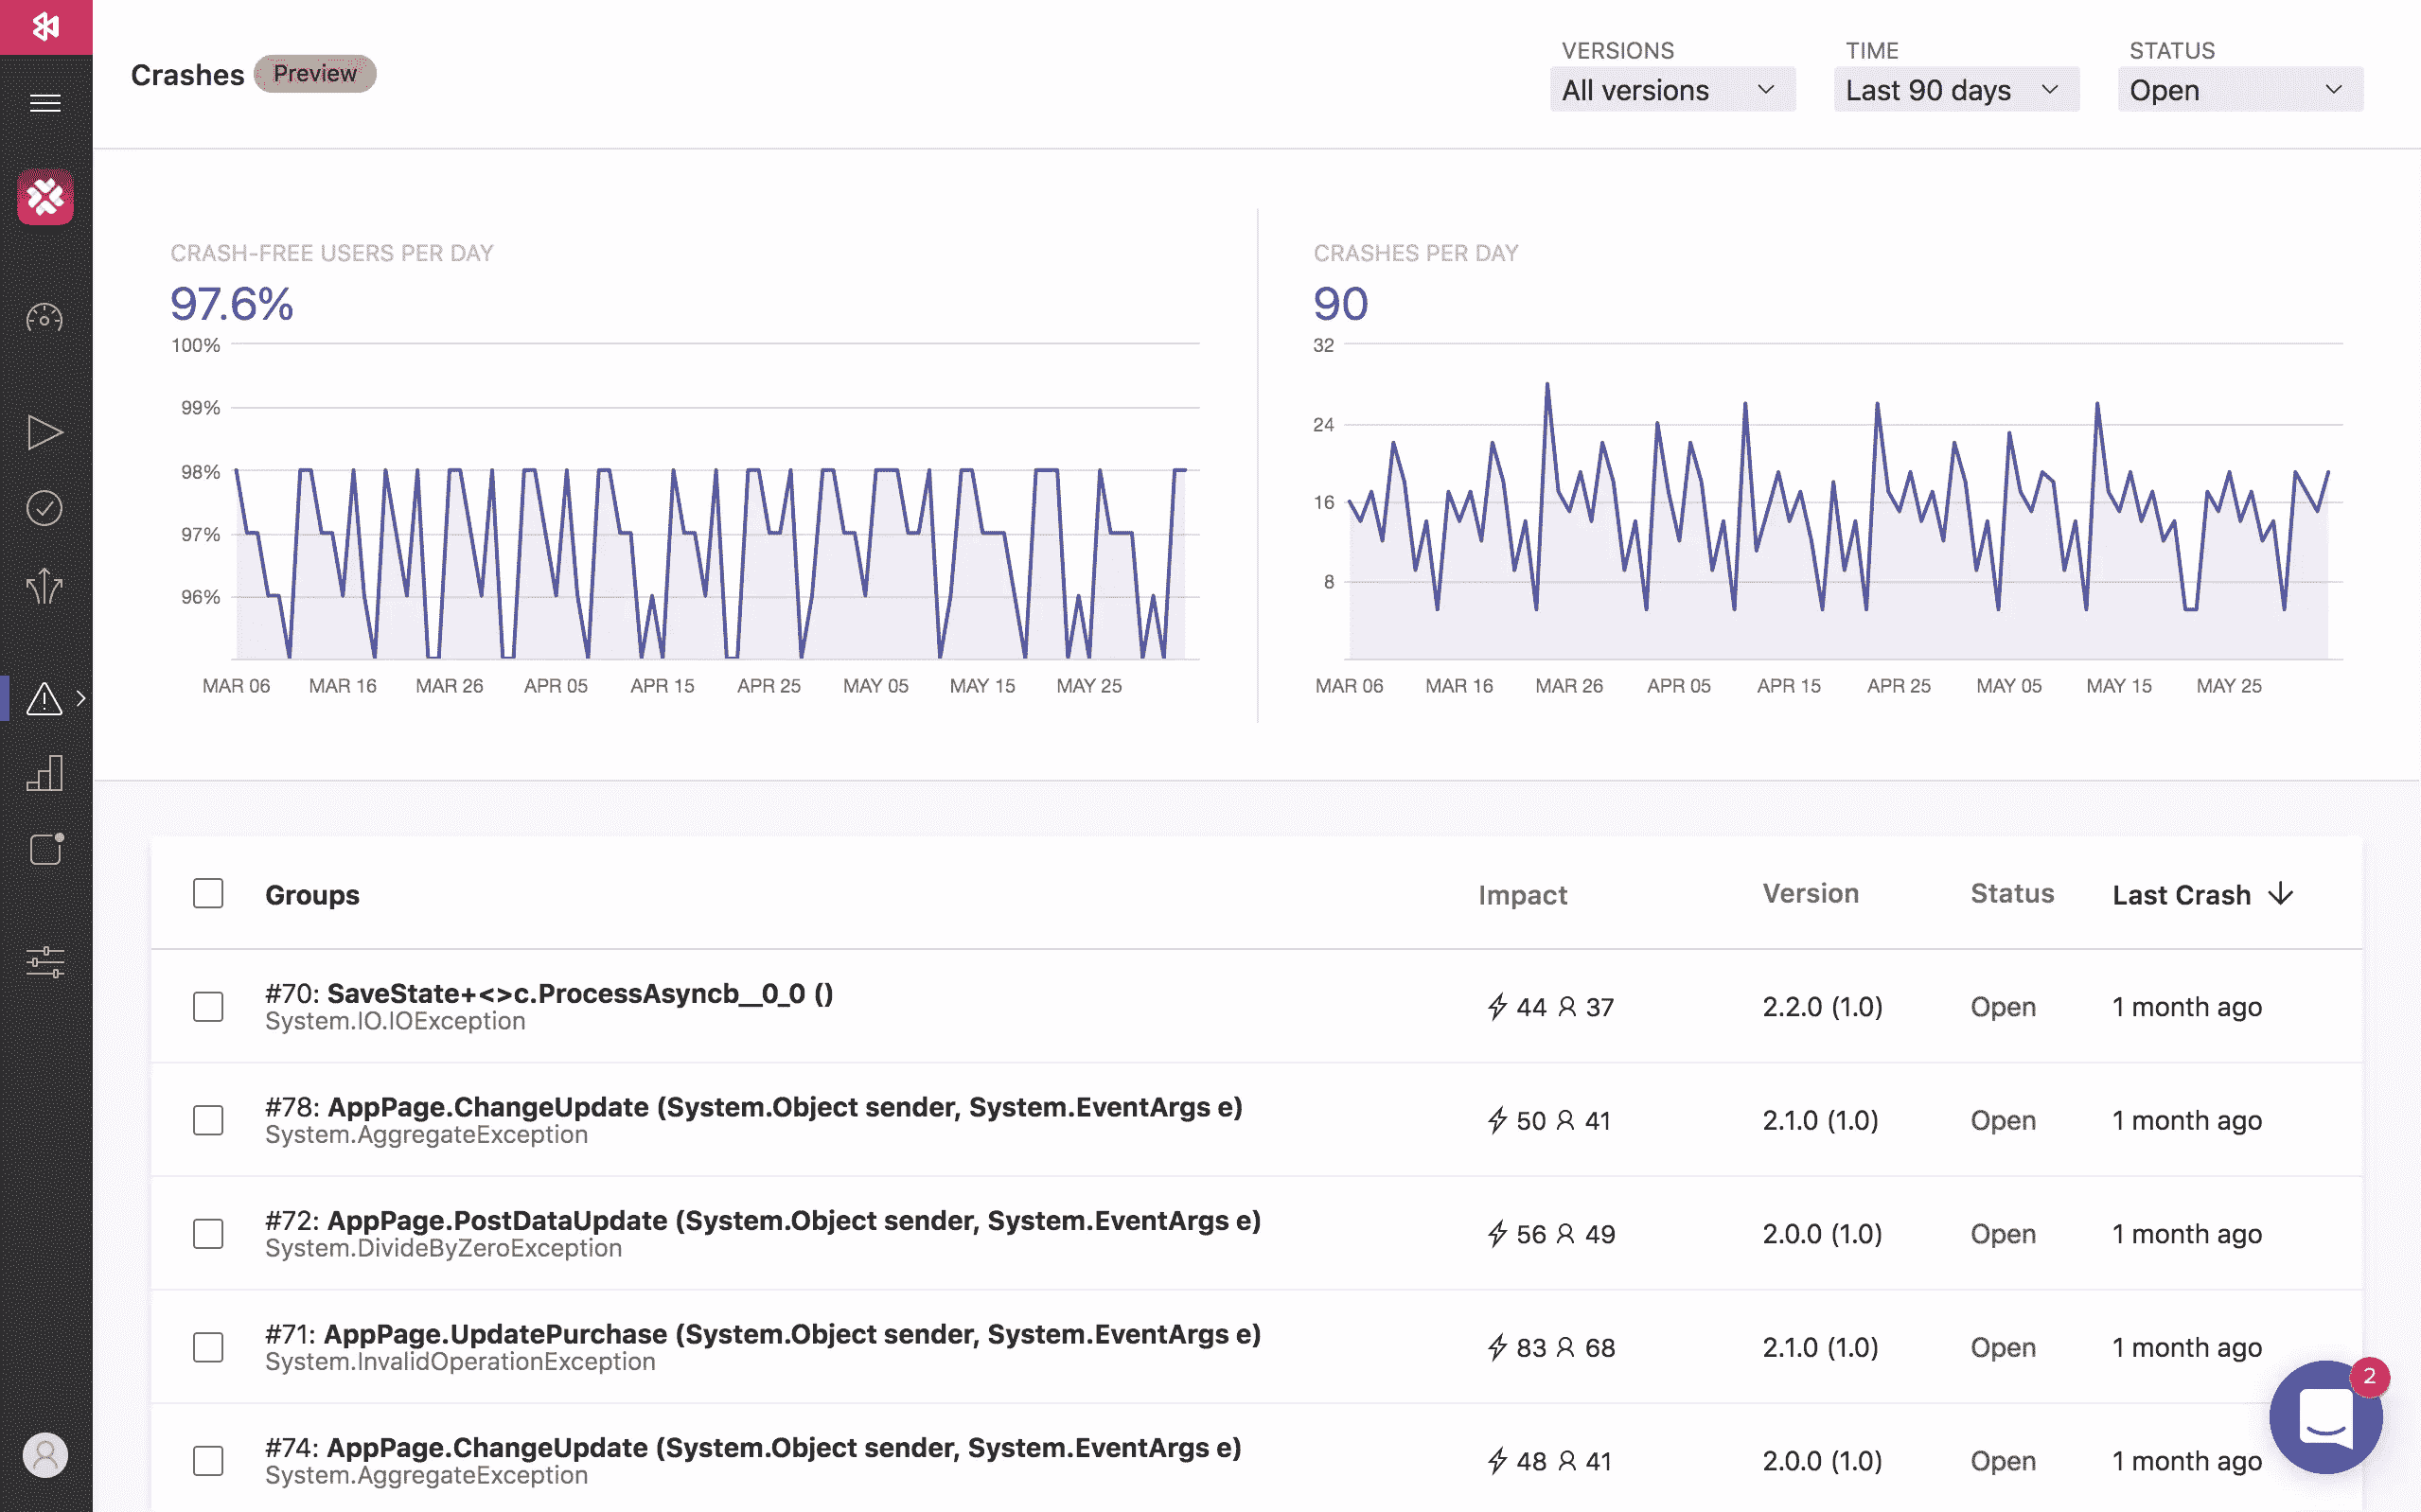 Crashes Preview
VERSIONS
All versions
TIME
Last 90 days
STATUS
Open
CRASH-FREE USERS PER DAY
97.6%
100%
99%
98%
97%
96%
MAR 06 MAR 16 MAR 26 APR 05 APR 15 APR 25 MAY 05 MAY 15 MAY 25
CRASHES PER DAY
90
32
24
16
8
MAR 06 MAR 16 MAR 26 APR 05 APR 15 APR 25 MAY 05 MAY 15 MAY 25
Groups Impact Version Status Last Crash
#70: SaveState+<>c.ProcessAsyncb__0_0 ()
System.IO.IOException
44 37 2.2.0 (1.0) Open 1 month ago
#78: AppPage.ChangeUpdate (System.Object sender, System.EventArgs e)
System.AggregateException
50 41 2.1.0 (1.0) Open 1 month ago
#72: AppPage.PostDataUpdate (System.Object sender, System.EventArgs e)
System.DivideByZeroException
56 49 2.0.0 (1.0) Open 1 month ago
#71: AppPage.UpdatePurchase (System.Object sender, System.EventArgs e)
System.InvalidOperationException
83 68 2.1.0 (1.0) Open 1 month ago
#74: AppPage.ChangeUpdate (System.Object sender, System.EventArgs e)
System.AggregateException
48 41 2.0.0 (1.0) Open 1 month ago
2